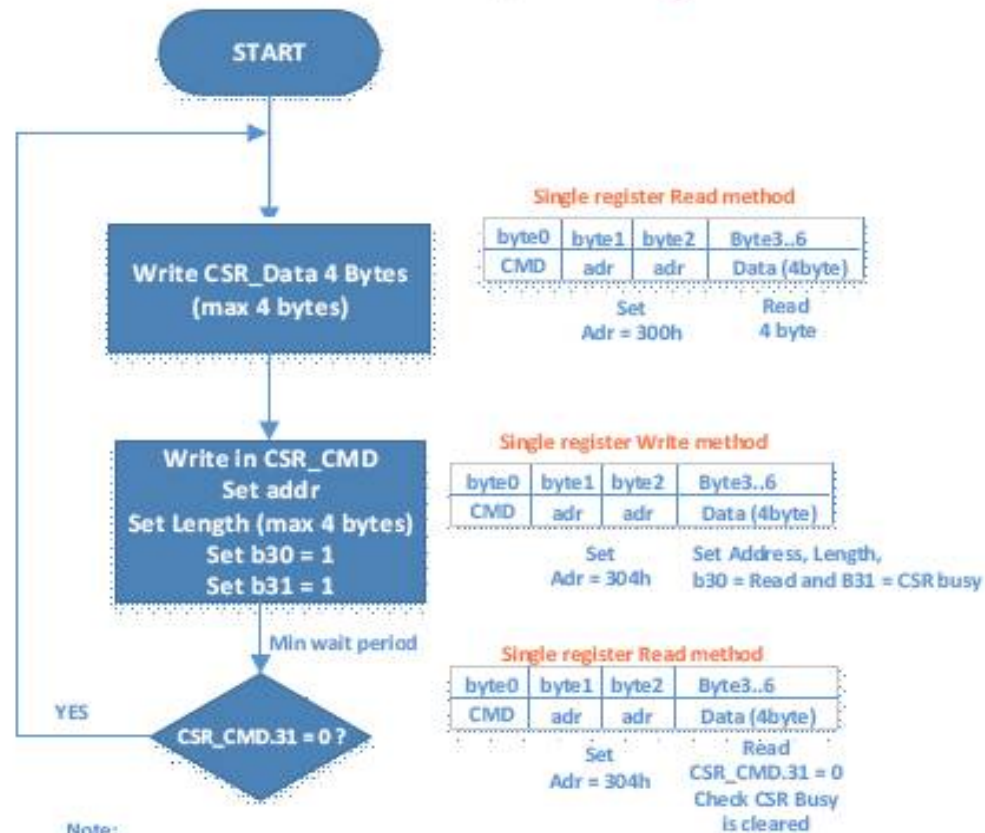 START
Write CSR_Data 4 Bytes
(max 4 bytes)
Single register Read method
byte0 byte1 byte2 Byte3..6
CMD adr adr Data (4byte)
Set
Adr = 300h
Read
4 byte
Write in CSR_CMD
Set addr
Set Length (max 4 bytes)
Set b30 = 1
Set b31 = 1
Single register Write method
byte0 byte1 byte2 Byte3..6
CMD adr adr Data (4byte)
Set
Adr = 304h
Set Address, Length,
b30 = Read and B31 = CSR busy
Min wait period
YES
CSR_CMD.31 = 0 ?
Single register Read method
byte0 byte1 byte2 Byte3..6
CMD adr adr Data (4byte)
Set
Adr = 304h
Read
CSR_CMD.31 = 0
Check CSR Busy
is cleared
Note: